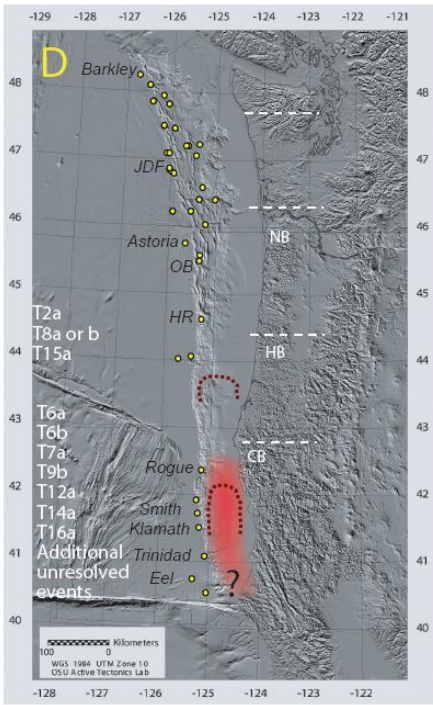 -129 -128 -127 -126 -125 -124 -123 -122 -121
D
Barkley
48 48
47 47
JDF
46 46
NB
Astoria
OB
45 45
HR
T2a
T8a or b
T15a
HB
44 44
43 43
T6a
T6b
T7a
T9b
T12a
T14a
T16a
Additional
unresolved
events
CB
Rogue
42 42
Smith
Klamath
41 41
Trinidad
Eel
?
40 40
Kilometers
100 0
WGS 1984 UTM Zone 10
OSU Active Tectonics Lab
-128 -127 -126 -125 -124 -123 -122